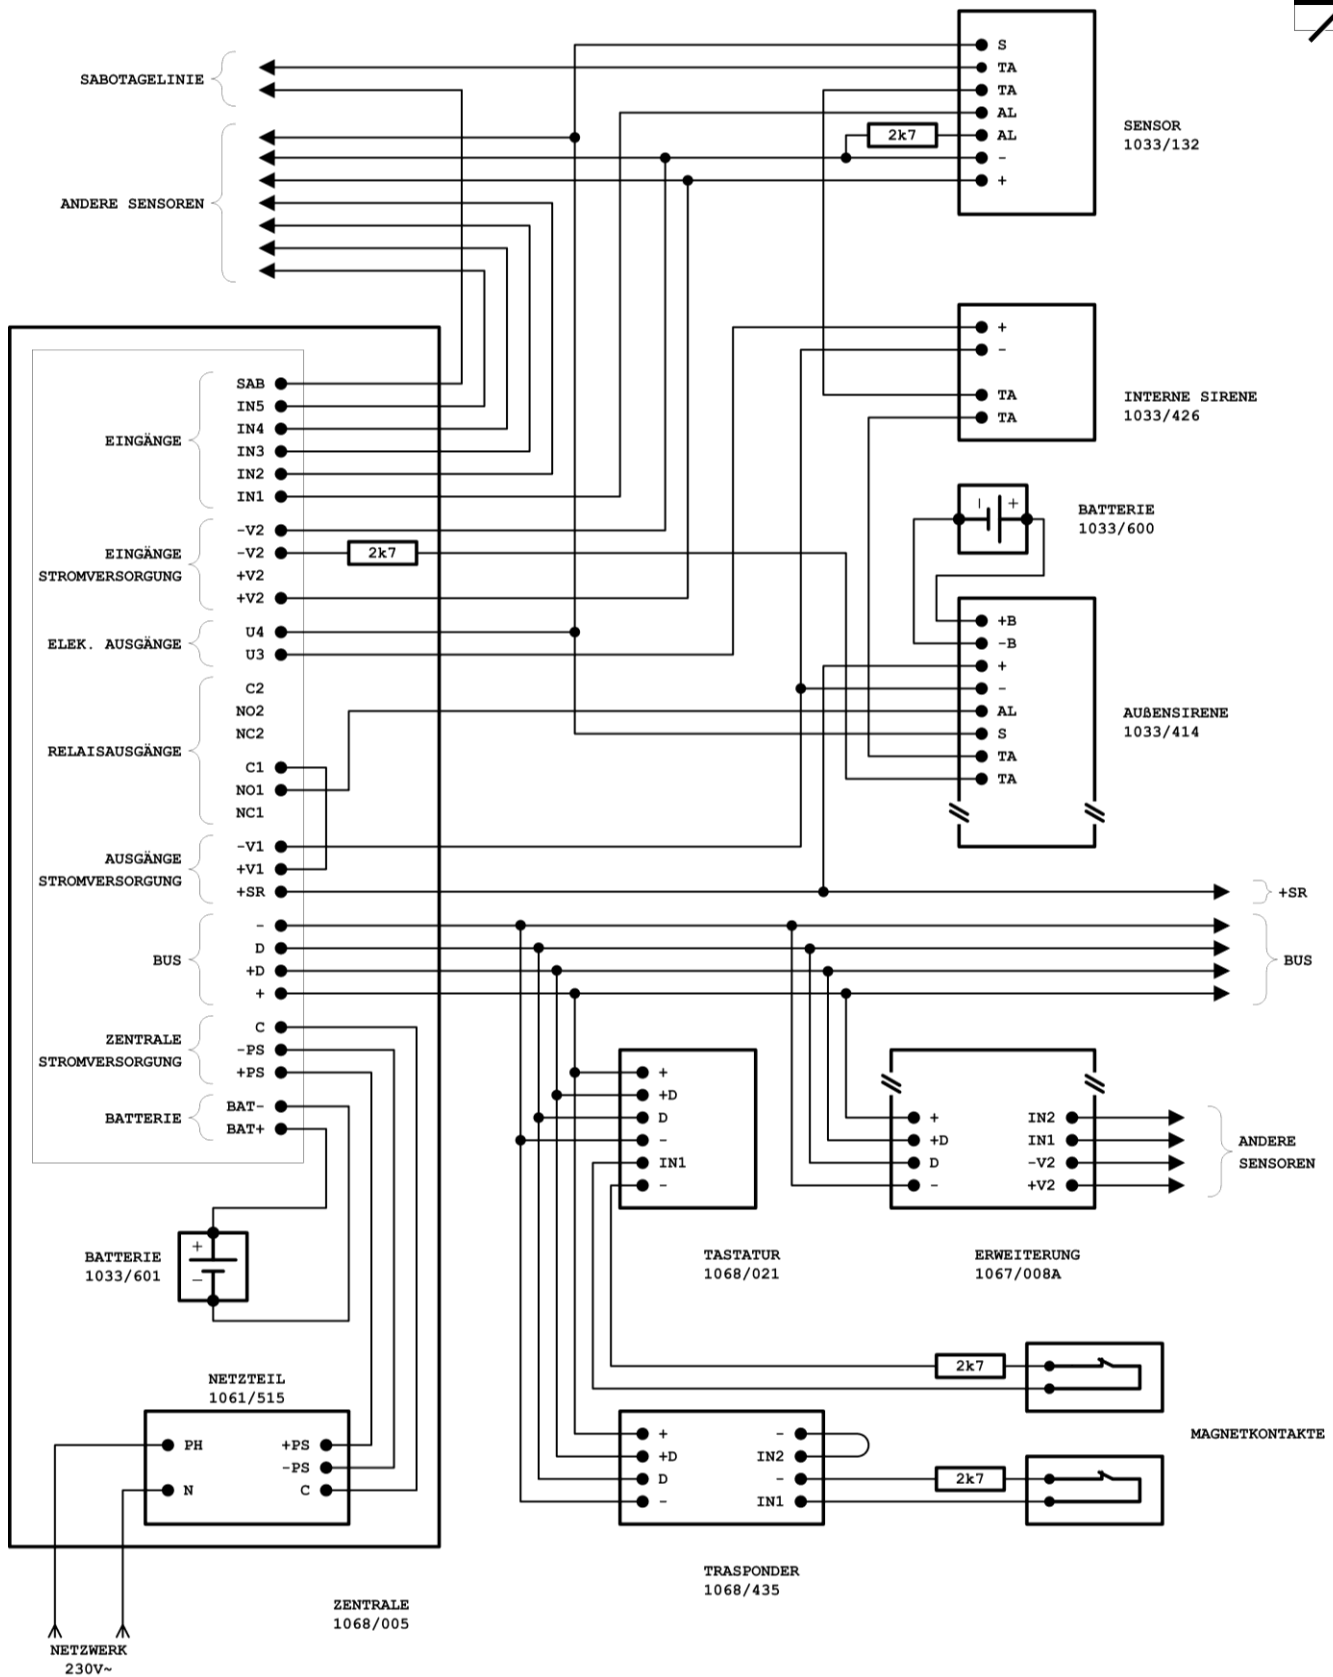 S
SABOTAGELINIE
TA
TA
AL
2k7
AL
SENSOR
1033/132
-
+
ANDERE SENSOREN
+
-
SAB
TA
INTERNE SIRENE
1033/426
IN5
TA
EINGÄNGE
IN4
IN3
IN2
IN1
- +
BATTERIE
1033/600
-V2
EINGÄNGE
STROMVERSORGUNG
-V2
2k7
+V2
+V2
+B
ELEK. AUSGÄNGE
U4
-B
U3
+
C2
-
NO2
AL
AUßENSIRENE
1033/414
NC2
S
RELAISAUSGÄNGE
C1
TA
NO1
TA
NC1
-V1
AUSGÄNGE
STROMVERSORGUNG
+V1
+SR
+SR
-
BUS
D
BUS
+D
+
C
ZENTRALE
STROMVERSORGUNG
-PS
+PS
+
BAT-
+D
BATTERIE
BAT+
D
+
IN2
-
+D
IN1
ANDERE
SENSOREN
IN1
D
-V2
-
-
+V2
+
-
BATTERIE
1033/601
TASTATUR
1068/021
ERWEITERUNG
1067/008A
2k7
NETZTEIL
1061/515
MAGNETKONTAKTE
PH
+PS
+
-
-PS
+D
IN2
N
C
D
-
2k7
-
IN1
TRASPONDER
1068/435
ZENTRALE
1068/005
NETZWERK
230V~